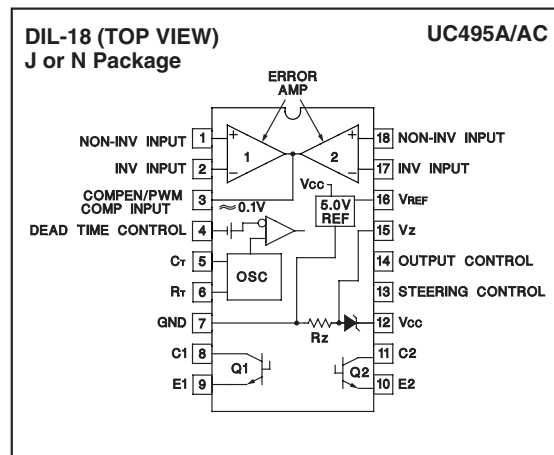 DIL-18 (TOP VIEW) UC495A/AC
J or N Package
ERROR
AMP
NON-INV INPUT 1 + + 18 NON-INV INPUT
1 2
INV INPUT 2 – – 17 INV INPUT
COMPEN/PWM
COMP INPUT 3 Vcc 5.0V REF 16 VREF
≈ 0.1V
DEAD TIME CONTROL 4 15 Vz
CT 5 OSC 14 OUTPUT CONTROL
RT 6 13 STEERING CONTROL
GND 7 Rz 12 Vcc
C1 8 Q1 Q2 11 C2
E1 9 10 E2